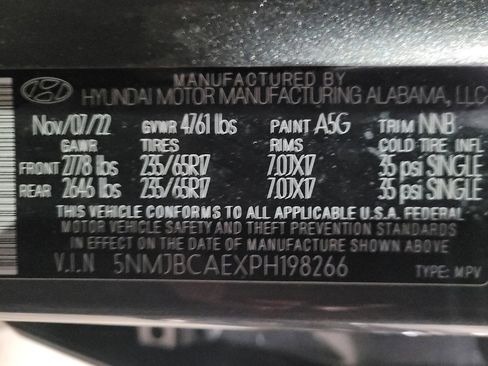 MANUFACTURED BY
HYUNDAI MOTOR MANUFACTURING ALABAMA, LLC
Nov/07/22 GVWR 4761 lbs PAINT A5G TRIM NNB
GAWR TIRES RIMS COLD TIRE INFL
FRONT 2778 lbs 235/65R17 7.0JX17 35 psi SINGLE
REAR 2646 lbs 235/65R17 7.0JX17 35 psi SINGLE
THIS VEHICLE CONFORMS TO ALL APPLICABLE U.S.A. FEDERAL
MOTOR VEHICLE SAFETY AND THEFT PREVENTION STANDARDS
IN EFFECT ON THE DATE OF MANUFACTURE SHOWN ABOVE.
V.I.N 5NMJBCAEXPH198266 TYPE: MPV